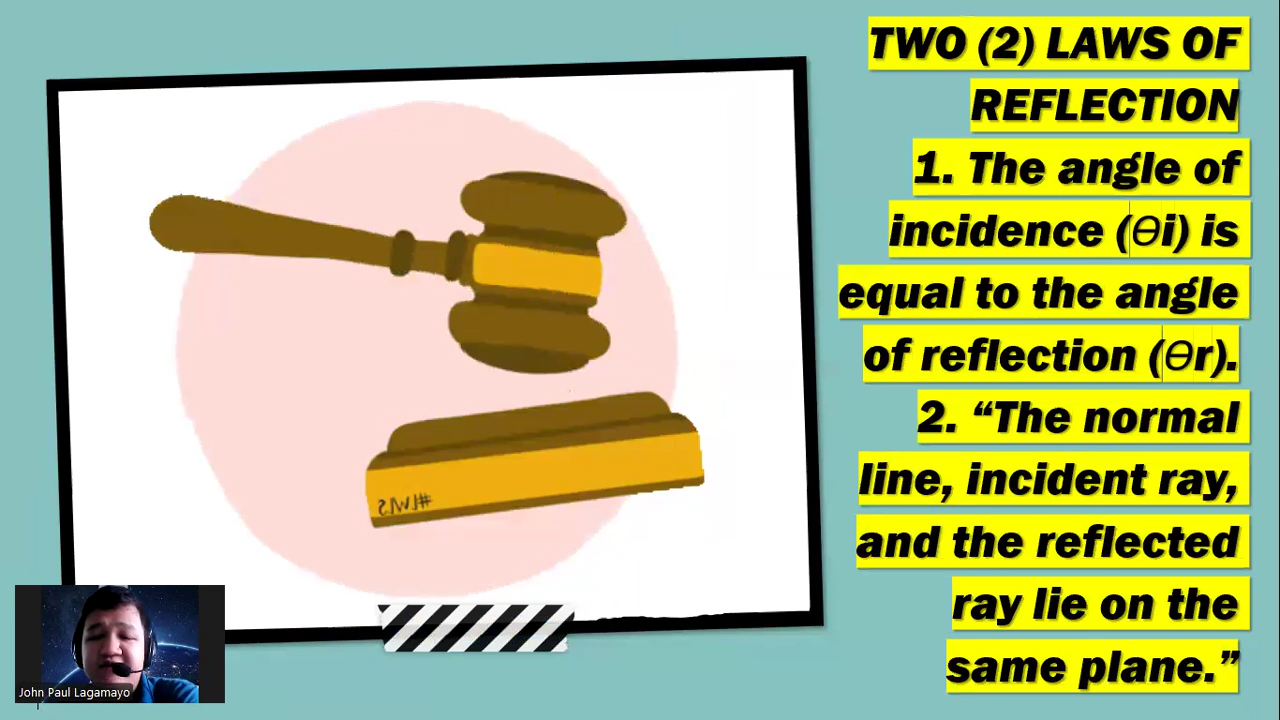 TWO (2) LAWS OF
REFLECTION
1. The angle of
incidence (ϴi) is
equal to the angle
of reflection (ϴr).
2. “The normal
line, incident ray,
and the reflected
ray lie on the
same plane.”
#LWLS
John Paul Lagamayo